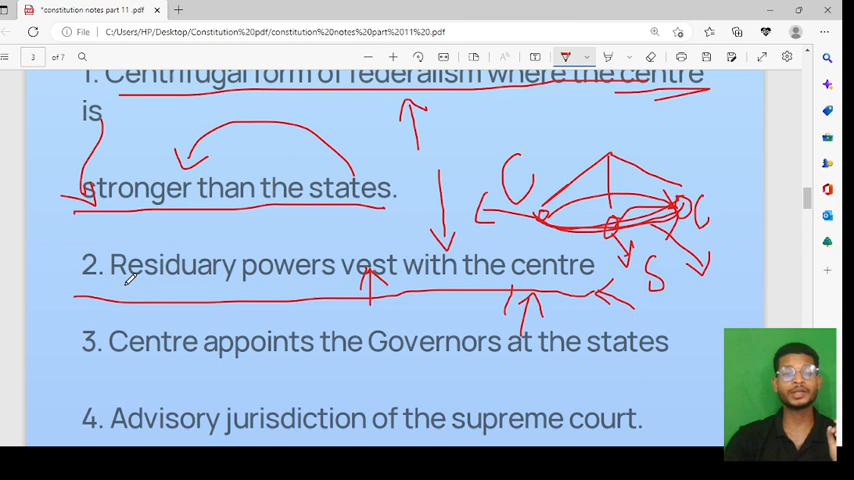 *constitution notes part 11 .pdf
File
C:/Users/HP/Desktop/Constitution%20pdf/constitution%20notes%20part%2011%20.pdf
3 of 7
1. Centrifugal form of federalism where the centre
is
stronger than the states.
2. Residuary powers vest with the centre
3. Centre appoints the Governors at the states
4. Advisory jurisdiction of the supreme court.
S